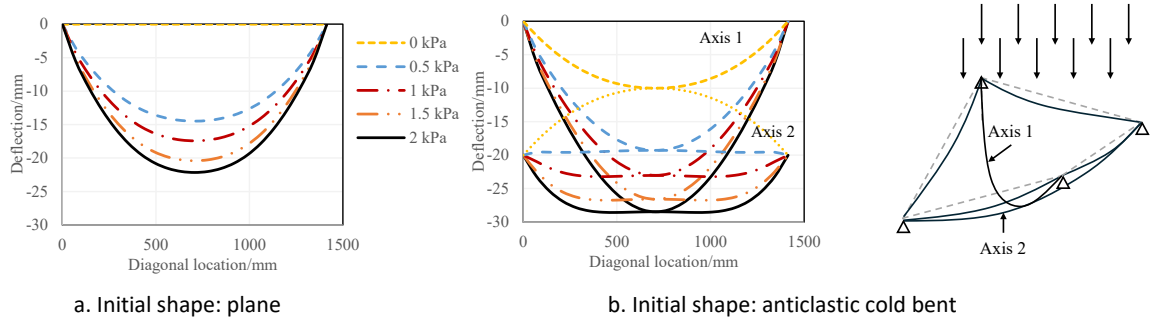 0
-5
-10
-15
-20
-25
-30
Deflection/mm
0
500
1000
1500
Diagonal location/mm
0 kPa
0.5 kPa
1 kPa
1.5 kPa
2 kPa
a. Initial shape: plane
0
-5
-10
-15
-20
-25
-30
Deflection/mm
Axis 1
Axis 2
0
500
1000
1500
Diagonal location/mm
Axis 1
Axis 2
b. Initial shape: anticlastic cold bent